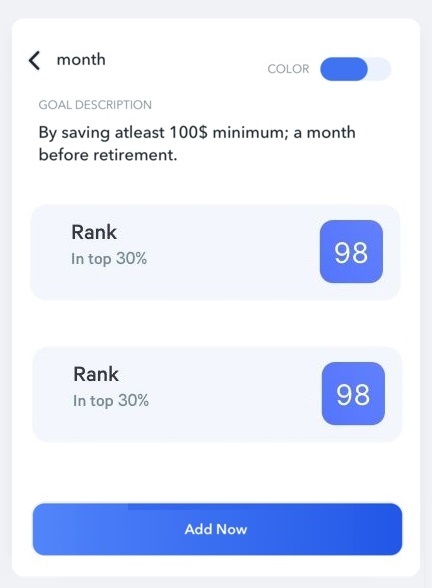 month
COLOR
GOAL DESCRIPTION
By saving atleast 100$ minimum; a month
before retirement.
Rank
In top 30%
98
Rank
In top 30%
98
Add Now